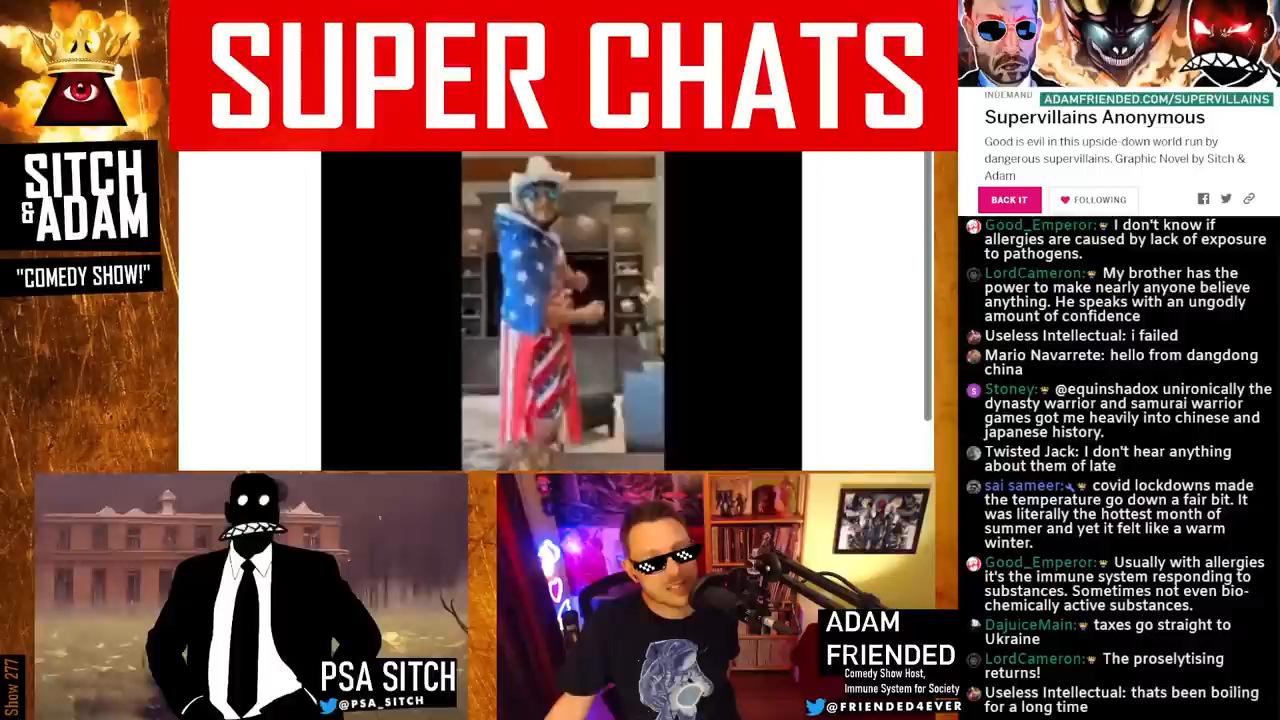 SUPER CHATS
SITCH
& ADAM
"COMEDY SHOW!"
Show 277
PSA SITCH
@PSA_SITCH
ADAM
FRIENDED
Comedy Show Host,
Immune System for Society
@FRIENDED4EVER
INDEMAND
ADAMFRIENDED.COM/SUPERVILLAINS
Supervillains Anonymous
Good is evil in this upside-down world run by
dangerous supervillains. Graphic Novel by Sitch &
Adam
BACK IT
FOLLOWING
Good_Emperor: I don't know if
allergies are caused by lack of exposure
to pathogens.
LordCameron: My brother has the
power to make nearly anyone believe
anything. He speaks with an ungodly
amount of confidence
Useless Intellectual: i failed
Mario Navarrete: hello from dangdong
china
S
Stoney: @equinshadox unironically the
dynasty warrior and samurai warrior
games got me heavily into chinese and
japanese history.
Twisted Jack: I don't hear anything
about them of late
sai sameer: covid lockdowns made
the temperature go down a fair bit. It
was literally the hottest month of
summer and yet it felt like a warm
winter.
Good_Emperor: Usually with allergies
it's the immune system responding to
substances. Sometimes not even bio-
chemically active substances.
DajuiceMain: taxes go straight to
Ukraine
LordCameron: The proselytising
returns!
Useless Intellectual: thats been boiling
for a long time